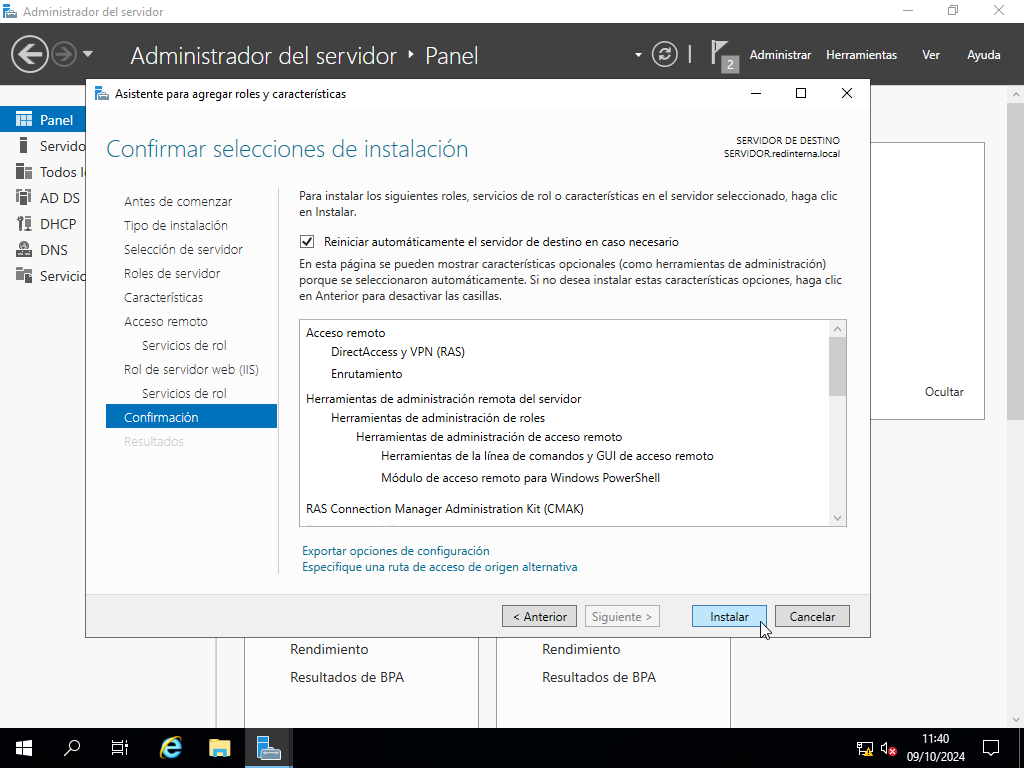 Administrador del servidor
Administrador del servidor ‣ Panel
2
Administrar
Herramientas
Ver
Ayuda
Panel
Servido
Todos l
AD DS
DHCP
DNS
Servicio
Asistente para agregar roles y características
Confirmar selecciones de instalación
SERVIDOR DE DESTINO
SERVIDOR.redinterna.local
Antes de comenzar
Tipo de instalación
Selección de servidor
Roles de servidor
Características
Acceso remoto
Servicios de rol
Rol de servidor web (IIS)
Servicios de rol
Confirmación
Resultados
Para instalar los siguientes roles, servicios de rol o características en el servidor seleccionado, haga clic
en Instalar.
Reiniciar automáticamente el servidor de destino en caso necesario
En esta página se pueden mostrar características opcionales (como herramientas de administración)
porque se seleccionaron automáticamente. Si no desea instalar estas características opciones, haga clic
en Anterior para desactivar las casillas.
Acceso remoto
DirectAccess y VPN (RAS)
Enrutamiento
Herramientas de administración remota del servidor
Herramientas de administración de roles
Herramientas de administración de acceso remoto
Herramientas de la línea de comandos y GUI de acceso remoto
Módulo de acceso remoto para Windows PowerShell
RAS Connection Manager Administration Kit (CMAK)
Exportar opciones de configuración
Especifique una ruta de acceso de origen alternativa
< Anterior
Siguiente >
Instalar
Cancelar
Ocultar
Rendimiento
Resultados de BPA
Rendimiento
Resultados de BPA
11:40
09/10/2024